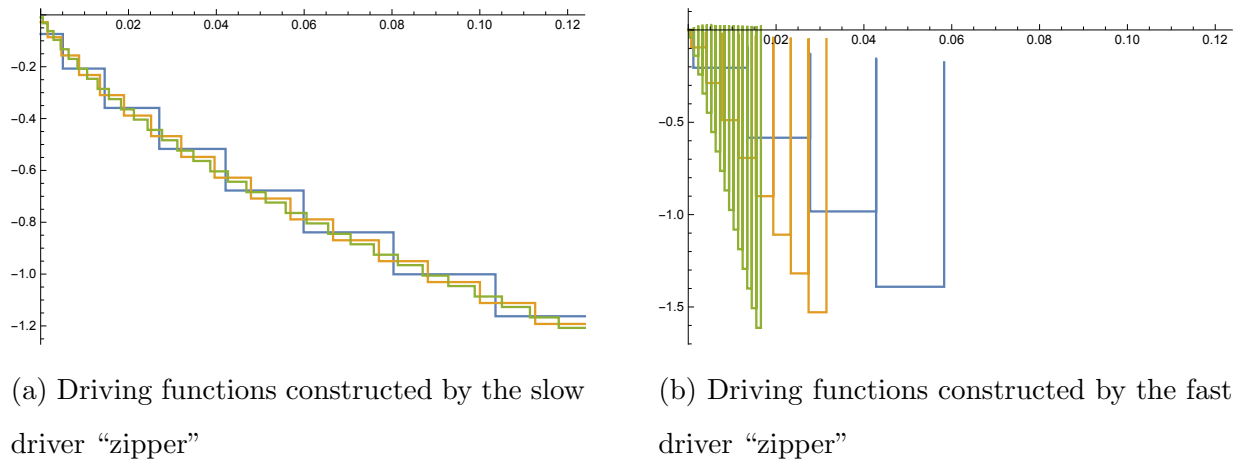 0.02 0.04 0.06 0.08 0.10 0.12
−0.2
−0.4
−0.6
−0.8
−1.0
−1.2
(a) Driving functions constructed by the slow
driver “zipper”
0.02 0.04 0.06 0.08 0.10 0.12
−0.5
−1.0
−1.5
(b) Driving functions constructed by the fast
driver “zipper”